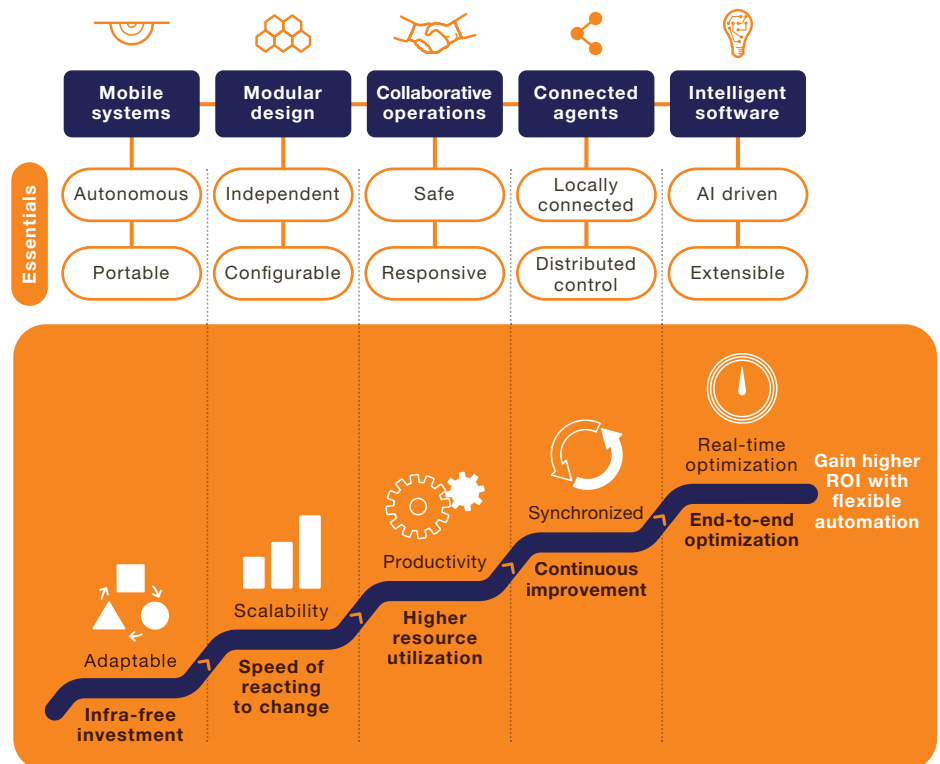 Mobile
systems
Modular
design
Collaborative
operations
Connected
agents
Intelligent
software
Essentials
Autonomous
Independent
Safe
Locally
connected
AI driven
Portable
Configurable
Responsive
Distributed
control
Extensible
Adaptable
Infra-free
investment
Scalability
Speed of
reacting
to change
Productivity
Higher
resource
utilization
Synchronized
Continuous
improvement
Real-time
optimization
End-to-end
optimization
Gain higher
ROI with
flexible
automation